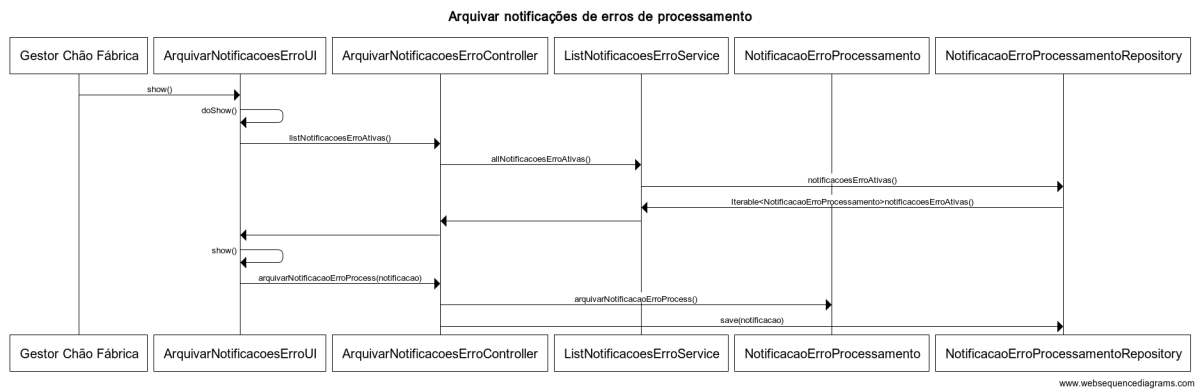 Arquivar notificações de erros de processamento
Gestor Chão Fábrica
ArquivarNotificacoesErroUI
ArquivarNotificacoesErroController
ListNotificacoesErroService
NotificacaoErroProcessamento
NotificacaoErroProcessamentoRepository
show()
doShow()
listNotificacoesErroAtivas()
allNotificacoesErroAtivas()
notificacoesErroAtivas()
Iterable<NotificacaoErroProcessamento>notificacoesErroAtivas()
show()
arquivarNotificacaoErroProcess(notificacao)
arquivarNotificacaoErroProcess()
save(notificacao)
Gestor Chão Fábrica
ArquivarNotificacoesErroUI
ArquivarNotificacoesErroController
ListNotificacoesErroService
NotificacaoErroProcessamento
NotificacaoErroProcessamentoRepository
www.websequencediagrams.com